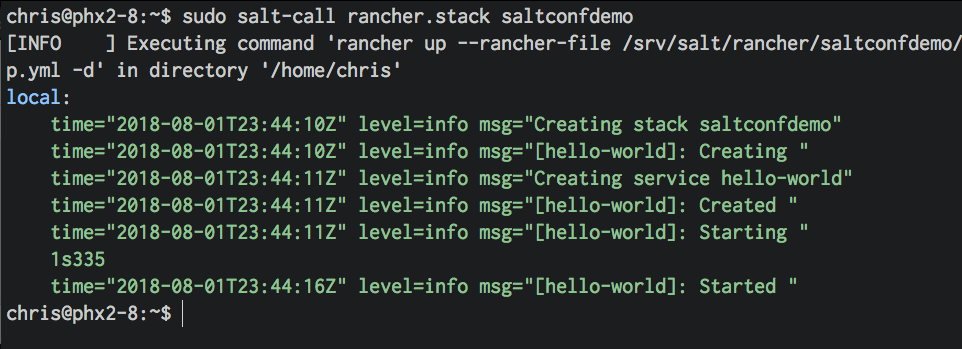 chris@phx2-8:~$ sudo salt-call rancher.stack saltconfdemo
[INFO    ] Executing command 'rancher up --rancher-file /srv/salt/rancher/saltconfdemo/
p.yml -d' in directory '/home/chris'
local:
    time="2018-08-01T23:44:10Z" level=info msg="Creating stack saltconfdemo"
    time="2018-08-01T23:44:10Z" level=info msg="[hello-world]: Creating "
    time="2018-08-01T23:44:11Z" level=info msg="Creating service hello-world"
    time="2018-08-01T23:44:11Z" level=info msg="[hello-world]: Created "
    time="2018-08-01T23:44:11Z" level=info msg="[hello-world]: Starting "
    1s335
    time="2018-08-01T23:44:16Z" level=info msg="[hello-world]: Started "
chris@phx2-8:~$